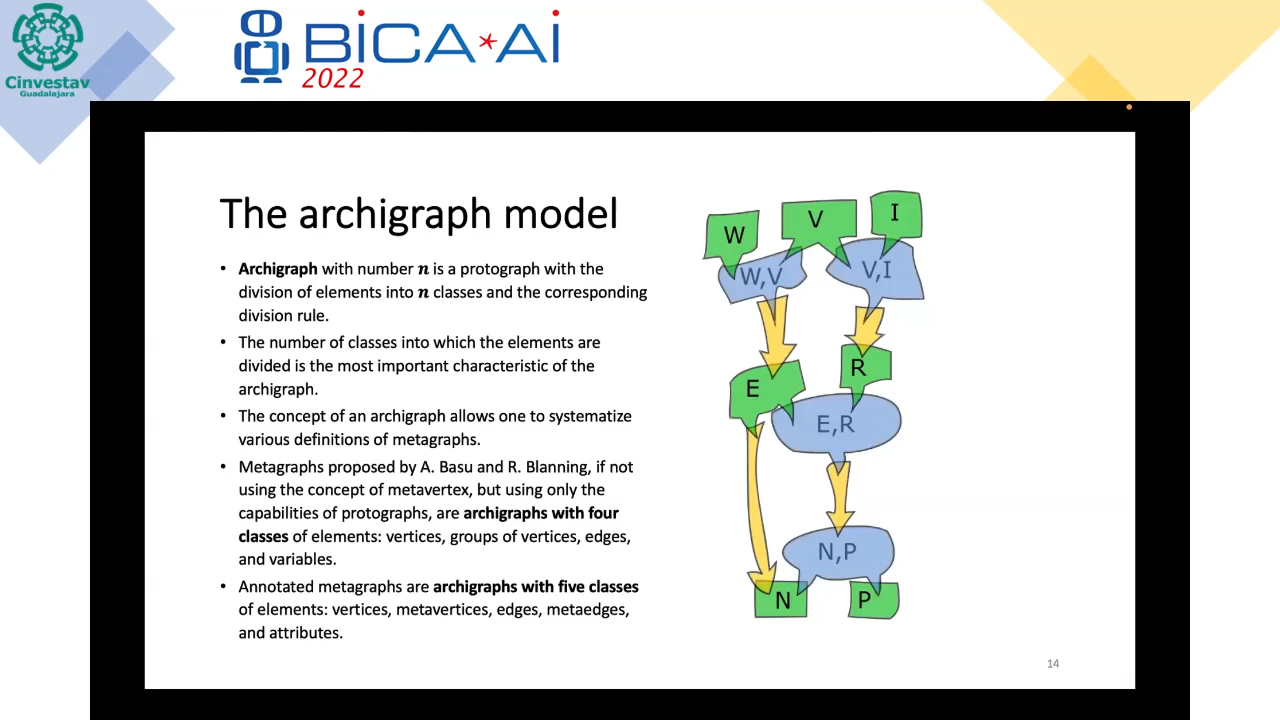 Cinvestav
Guadalajara
BiCA*Ai
2022
The archigraph model
• Archigraph with number n is a protograph with the
division of elements into n classes and the corresponding
division rule.
• The number of classes into which the elements are
divided is the most important characteristic of the
archigraph.
• The concept of an archigraph allows one to systematize
various definitions of metagraphs.
• Metagraphs proposed by A. Basu and R. Blanning, if not
using the concept of metavertex, but using only the
capabilities of protographs, are archigraphs with four
classes of elements: vertices, groups of vertices, edges,
and variables.
• Annotated metagraphs are archigraphs with five classes
of elements: vertices, metavertices, edges, metaedges,
and attributes.
W
V
I
W,V
V,I
E
R
E,R
N,P
N
P
14